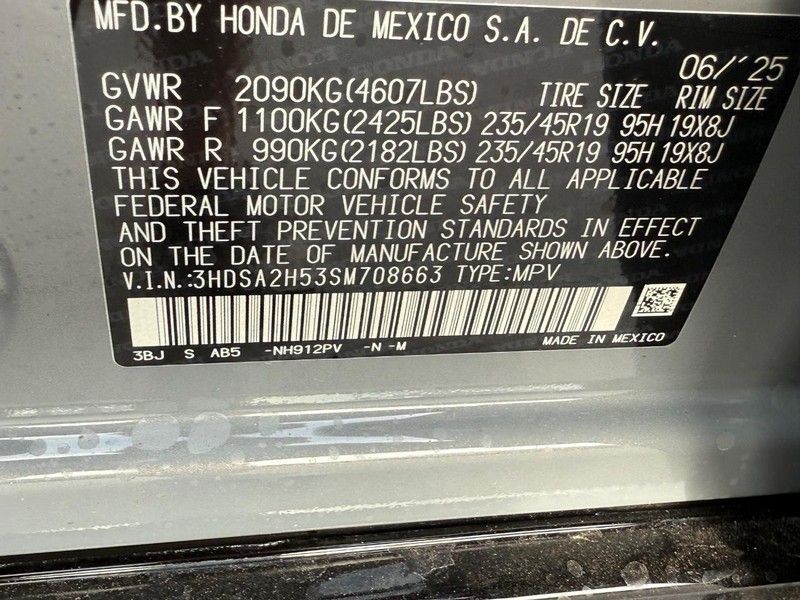 MFD.BY HONDA DE MEXICO S.A. DE C.V.
06/'25
GVWR 2090KG(4607LBS) TIRE SIZE RIM SIZE
GAWR F 1100KG(2425LBS) 235/45R19 95H 19X8J
GAWR R 990KG(2182LBS) 235/45R19 95H 19X8J
THIS VEHICLE CONFORMS TO ALL APPLICABLE
FEDERAL MOTOR VEHICLE SAFETY
AND THEFT PREVENTION STANDARDS IN EFFECT
ON THE DATE OF MANUFACTURE SHOWN ABOVE.
V.I.N.:3HDSA2H53SM708663 TYPE:MPV
3BJ S AB5 -NH912PV -N -M MADE IN MEXICO